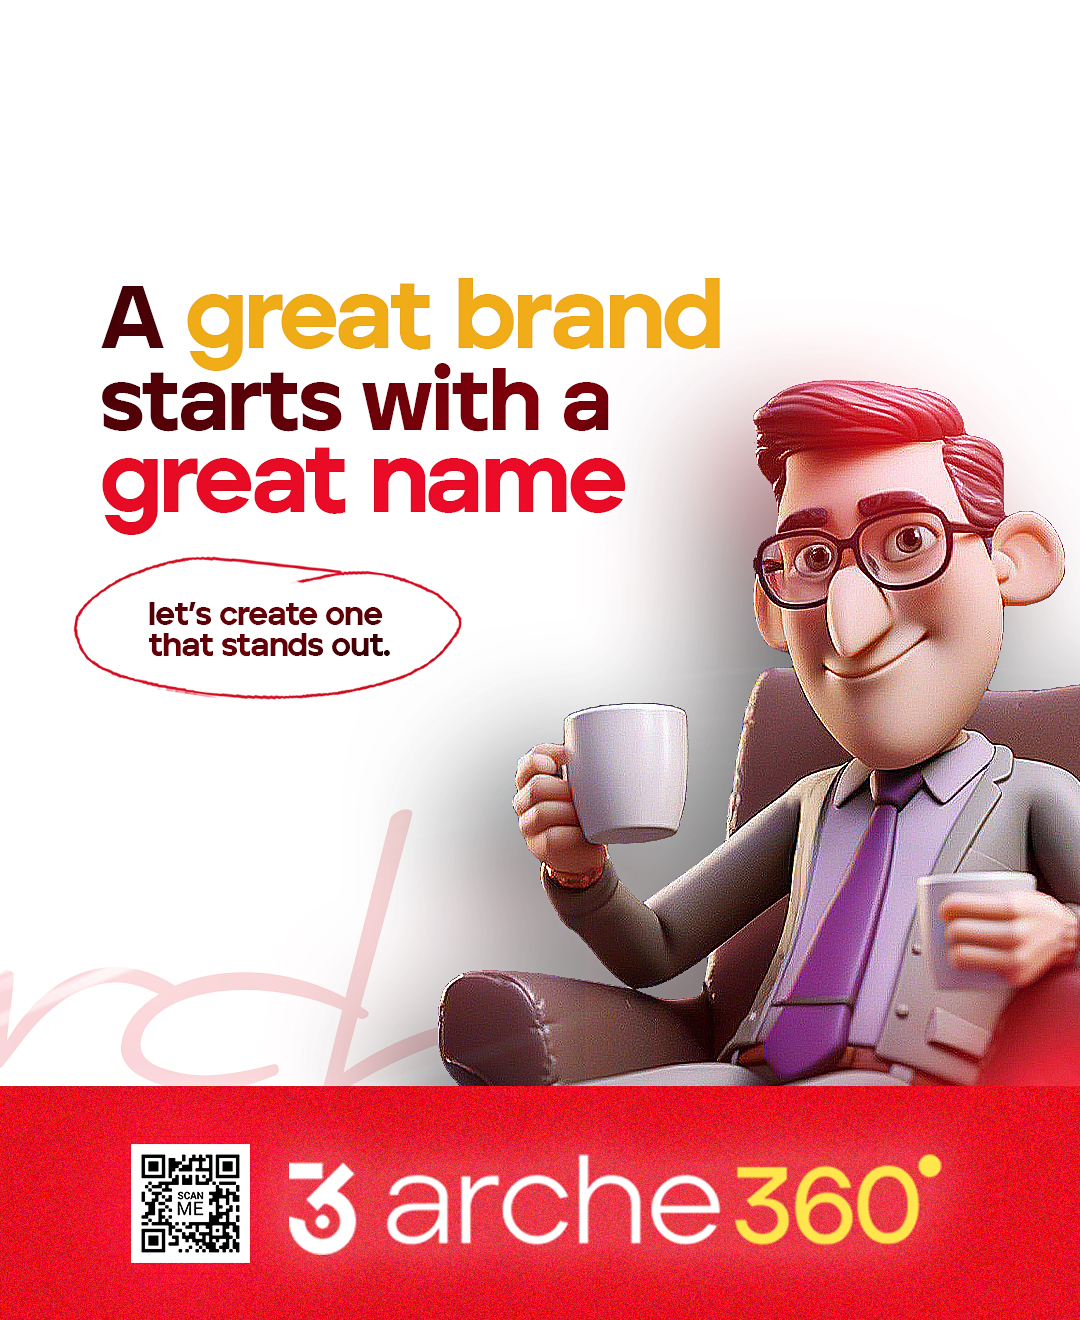 A great brand
starts with a
great name
let's create one
that stands out.
SCAN
ME
arche360°